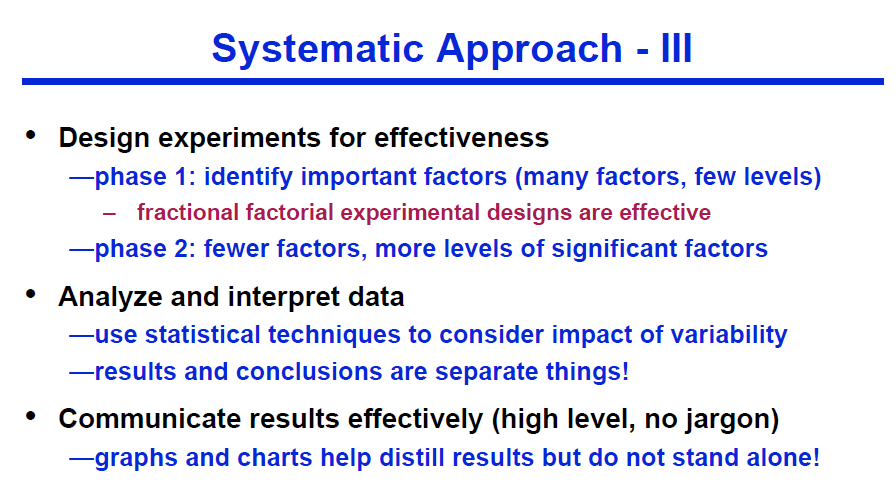 Systematic Approach - III
• Design experiments for effectiveness
—phase 1: identify important factors (many factors, few levels)
– fractional factorial experimental designs are effective
—phase 2: fewer factors, more levels of significant factors
• Analyze and interpret data
—use statistical techniques to consider impact of variability
—results and conclusions are separate things!
• Communicate results effectively (high level, no jargon)
—graphs and charts help distill results but do not stand alone!